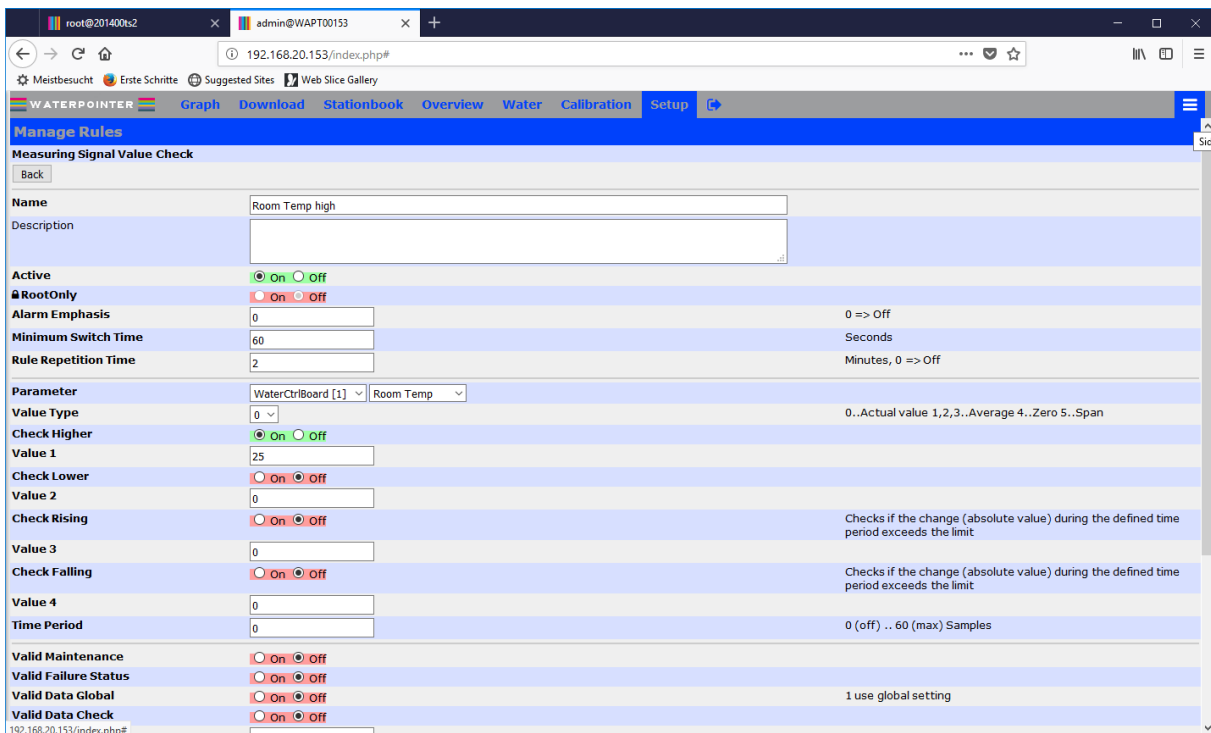 root@201400ts2
admin@WAPT00153
192.168.20.153/index.php#
Meistbesucht Erste Schritte Suggested Sites Web Slice Gallery
WATERPOINTER Graph Download Stationbook Overview Water Calibration Setup
Manage Rules
Sic
Measuring Signal Value Check
Back
Name Room Temp high
Description
Active On Off
RootOnly On Off
Alarm Emphasis 0 0 => Off
Minimum Switch Time 60 Seconds
Rule Repetition Time 2 Minutes, 0 => Off
Parameter WaterCtrlBoard [1] Room Temp
Value Type 0 0..Actual value 1,2,3..Average 4..Zero 5..Span
Check Higher On Off
Value 1 25
Check Lower On Off
Value 2 0
Check Rising On Off Checks if the change (absolute value) during the defined time
period exceeds the limit
Value 3 0
Check Falling On Off Checks if the change (absolute value) during the defined time
period exceeds the limit
Value 4 0
Time Period 0 0 (off) .. 60 (max) Samples
Valid Maintenance On Off
Valid Failure Status On Off
Valid Data Global On Off 1 use global setting
Valid Data Check On Off
192.168.20.153/index.php#